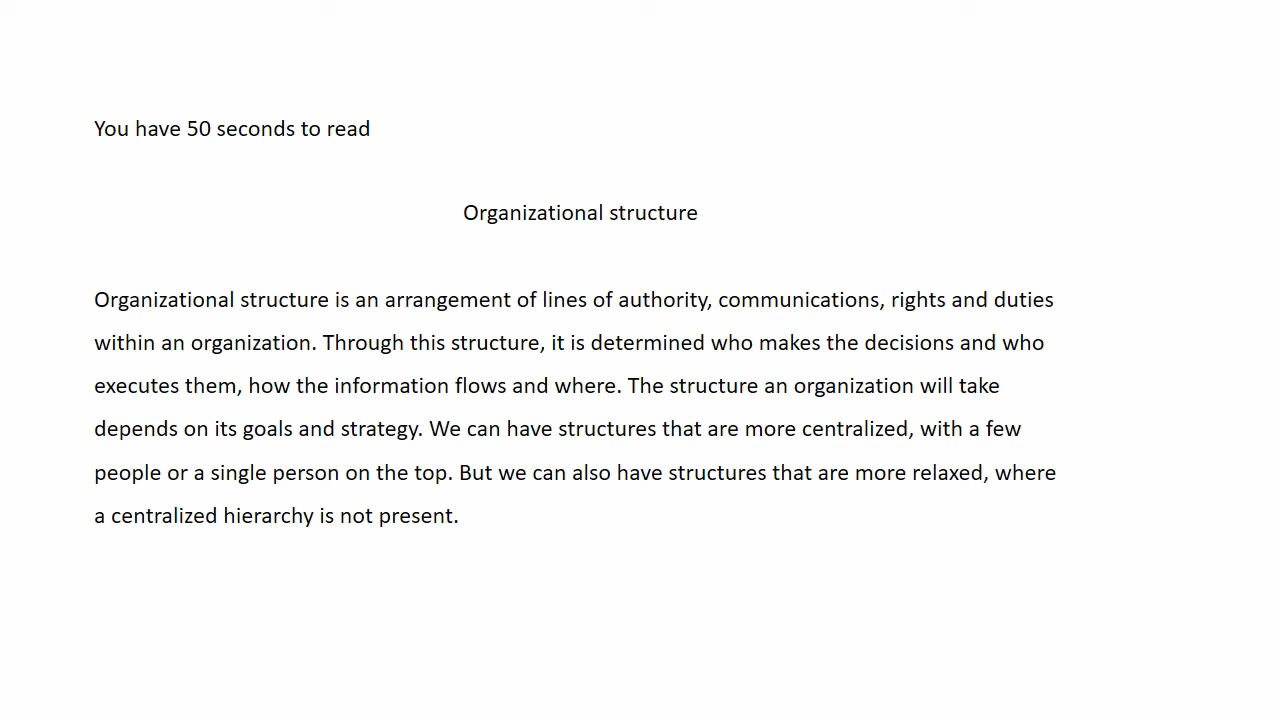 You have 50 seconds to read
Organizational structure
Organizational structure is an arrangement of lines of authority, communications, rights and duties
within an organization. Through this structure, it is determined who makes the decisions and who
executes them, how the information flows and where. The structure an organization will take
depends on its goals and strategy. We can have structures that are more centralized, with a few
people or a single person on the top. But we can also have structures that are more relaxed, where
a centralized hierarchy is not present.